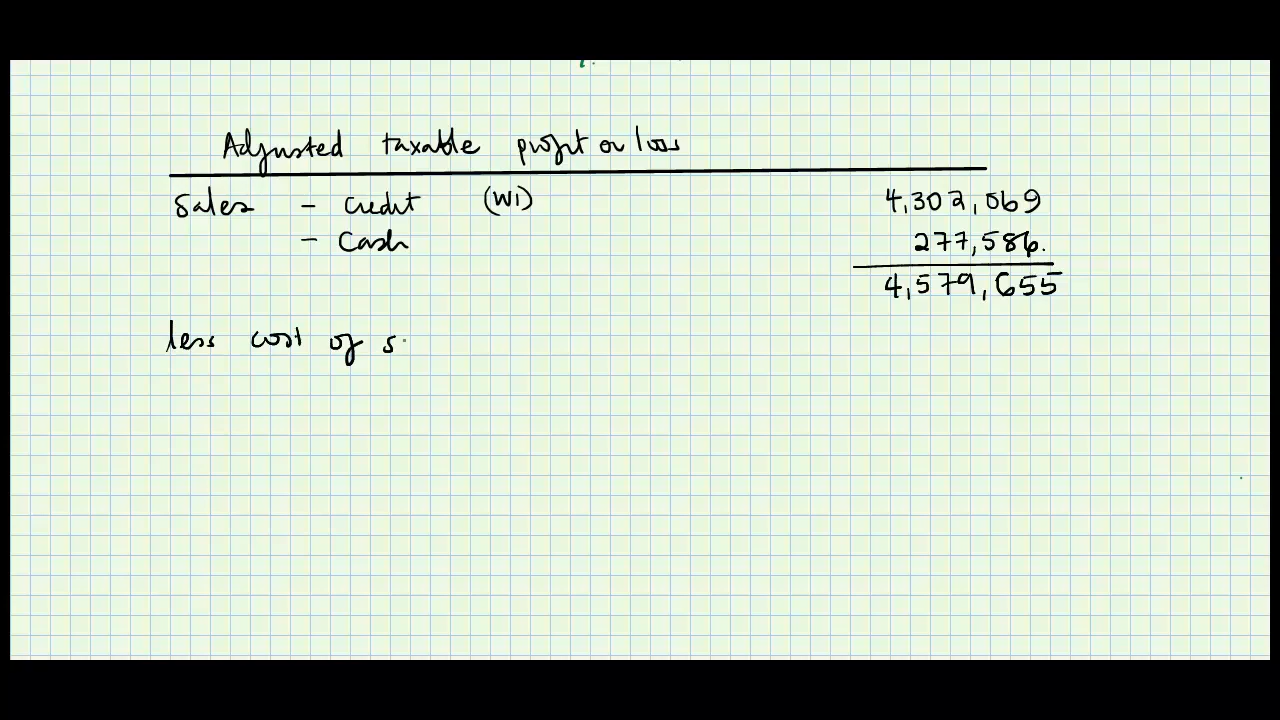 Adjusted taxable profit or loss
Sales - Credit (W1) 4,302,069
- Cash 277,586.
4,579,655
less cost of s